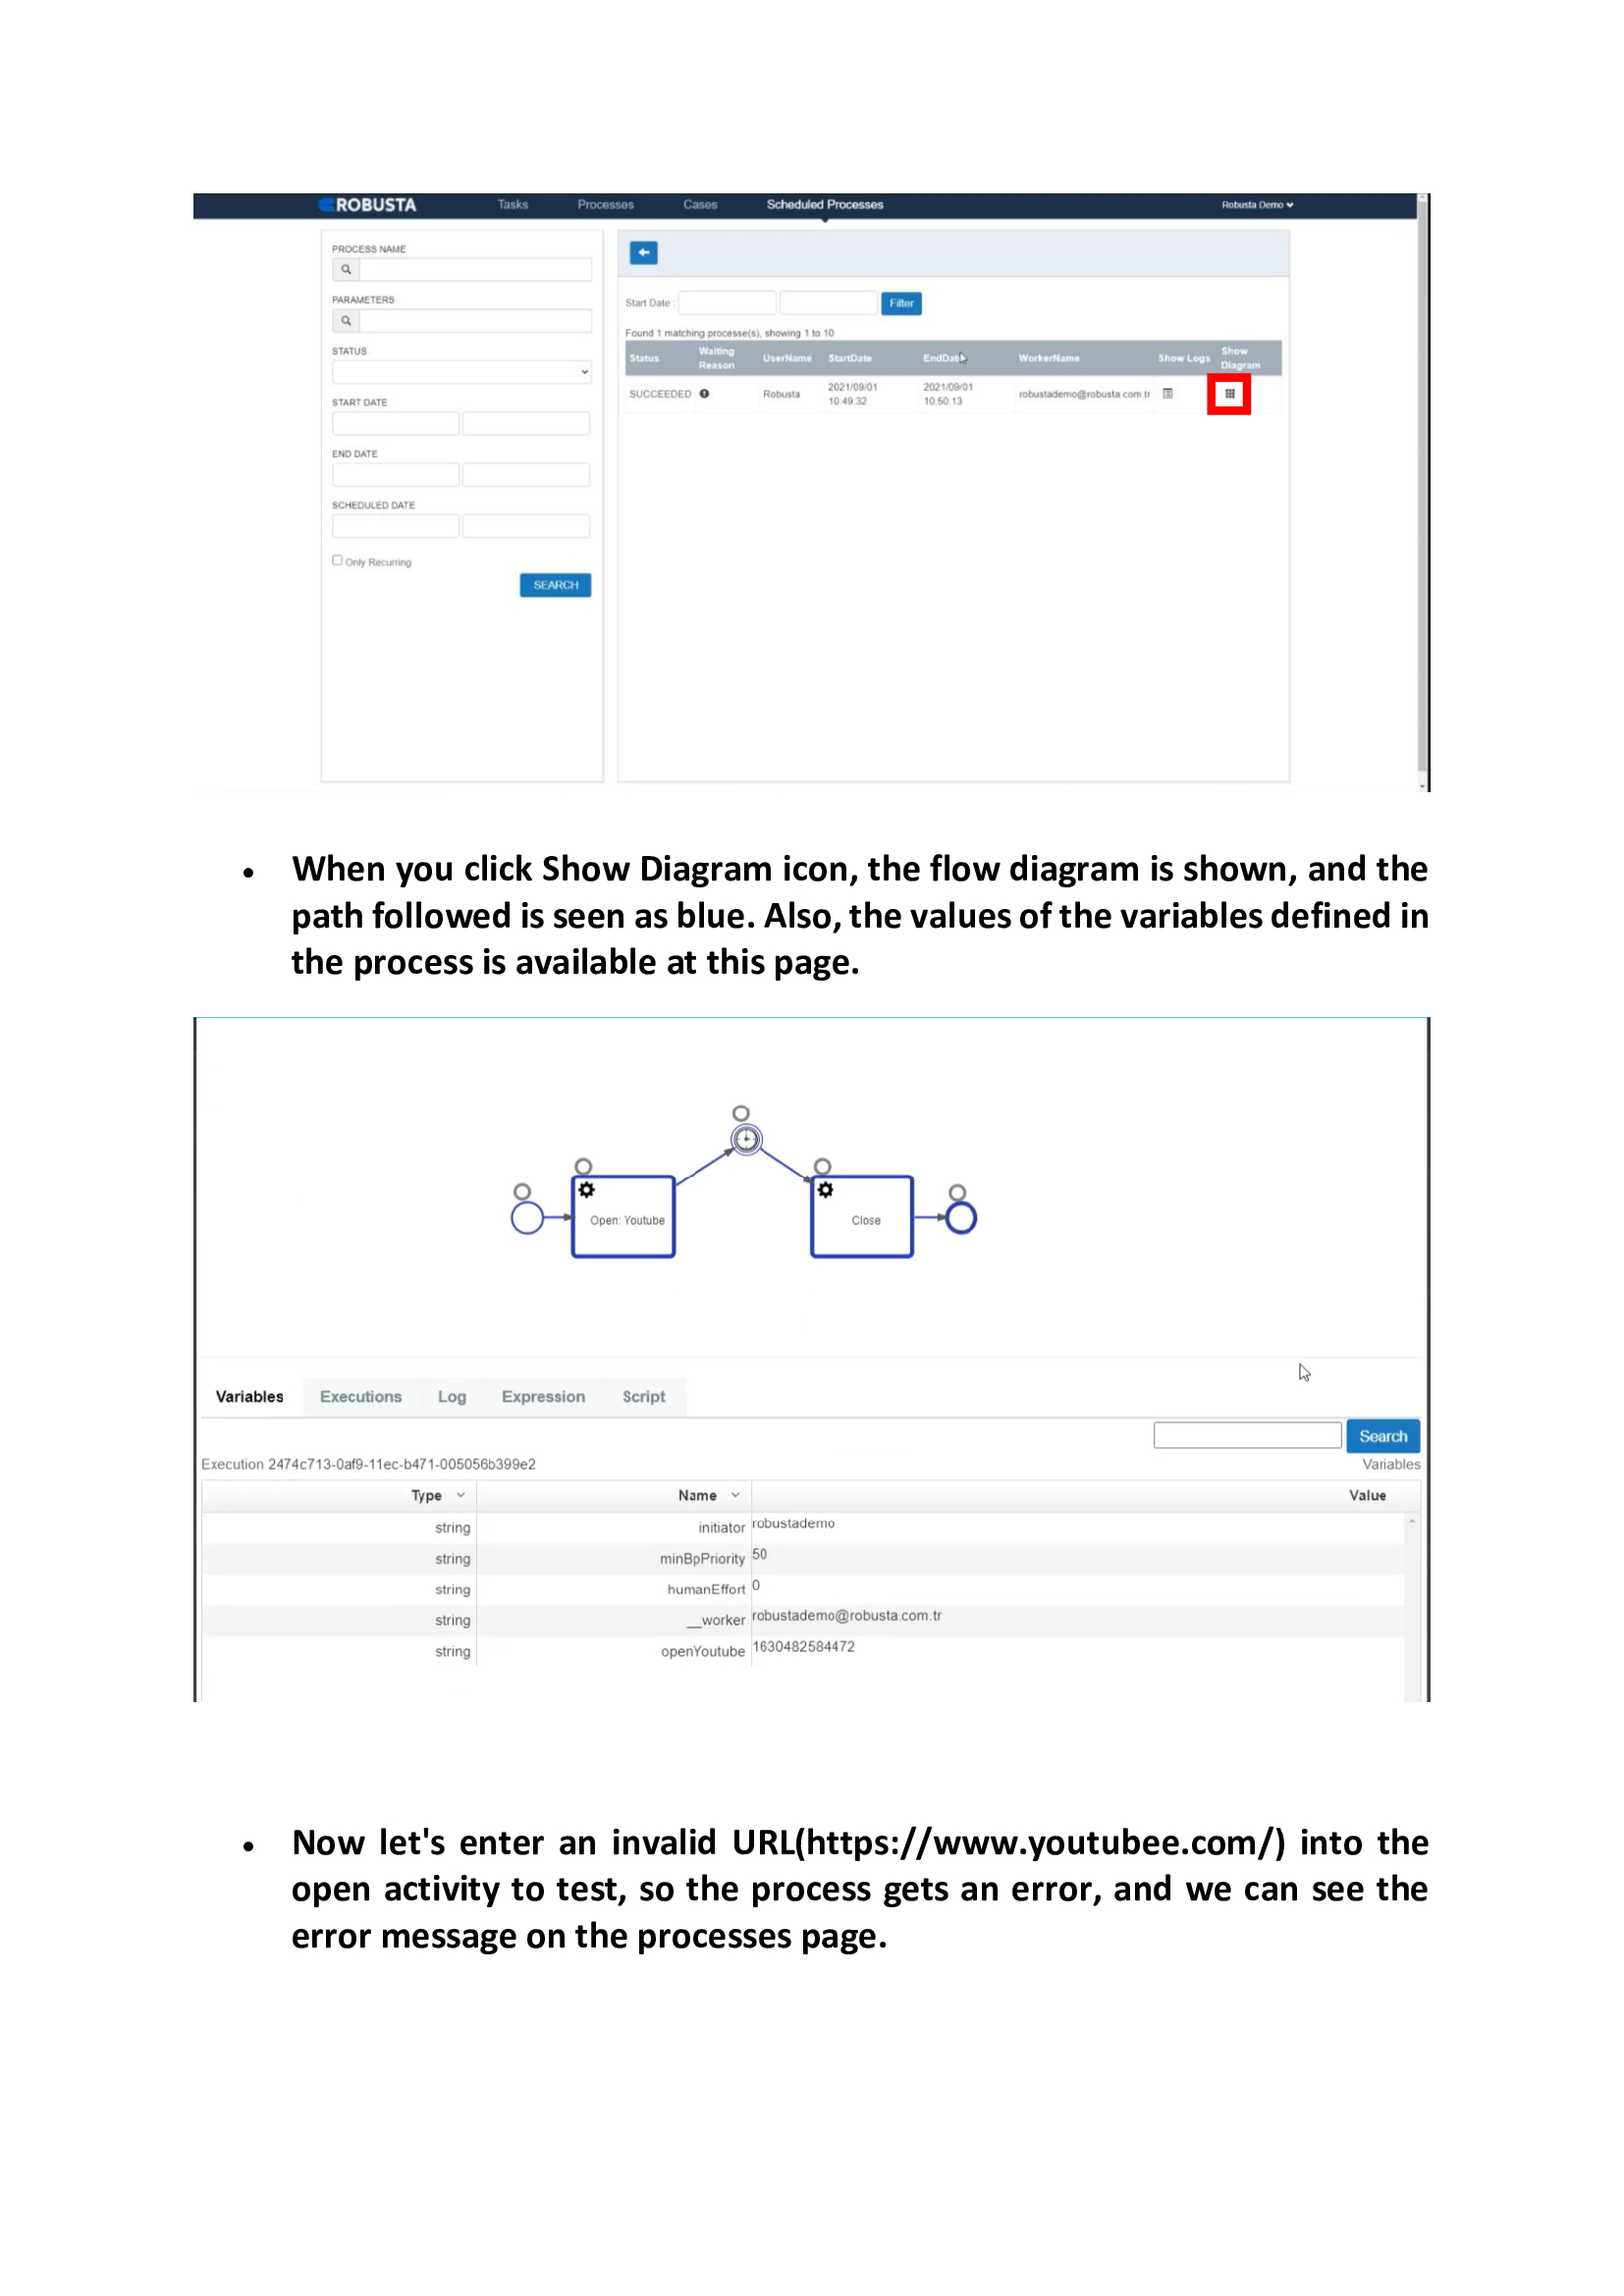 ROBUSTA Tasks Processes Cases Scheduled Processes Robusta Demo
PROCESS NAME
PARAMETERS
STATUS
START DATE
END DATE
SCHEDULED DATE
Only Recurring
SEARCH
Start Date : Filter
Found 1 matching processe(s), showing 1 to 10
Status Waiting Reason UserName StartDate EndDate WorkerName Show Logs Show Diagram
SUCCEEDED Robusta 2021/09/01 10:49:32 2021/09/01 10:50:13 robustademo@robusta.com.tr
• When you click Show Diagram icon, the flow diagram is shown, and the
path followed is seen as blue. Also, the values of the variables defined in
the process is available at this page.
Open: Youtube
Close
Variables Executions Log Expression Script
Search
Execution 2474c713-0af9-11ec-b471-005056b399e2 Variables
Type Name Value
string initiator robustademo
string minBpPriority 50
string humanEffort 0
string __worker robustademo@robusta.com.tr
string openYoutube 1630482584472
• Now let's enter an invalid URL(https://www.youtubee.com/) into the
open activity to test, so the process gets an error, and we can see the
error message on the processes page.